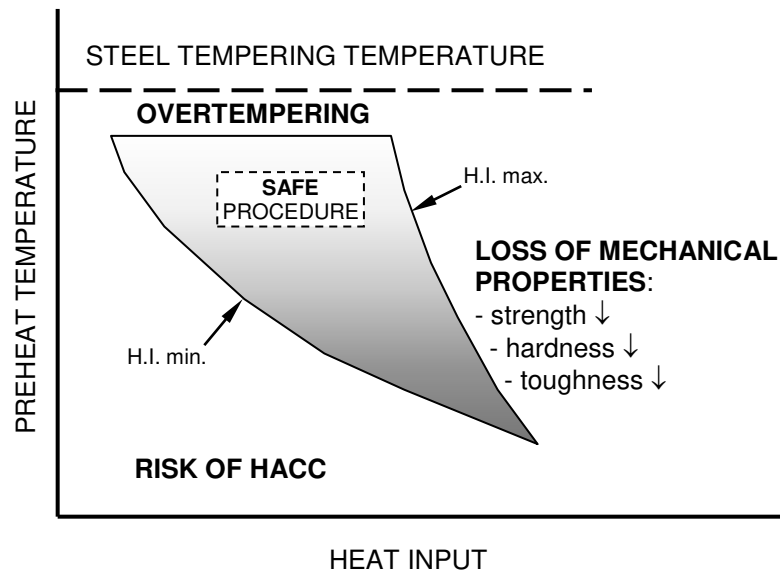 STEEL TEMPERING TEMPERATURE
OVERTEMPERING
SAFE
PROCEDURE
H.I. max.
LOSS OF MECHANICAL
PROPERTIES:
- strength ↓
- hardness ↓
- toughness ↓
H.I. min.
RISK OF HACC
PREHEAT TEMPERATURE
HEAT INPUT